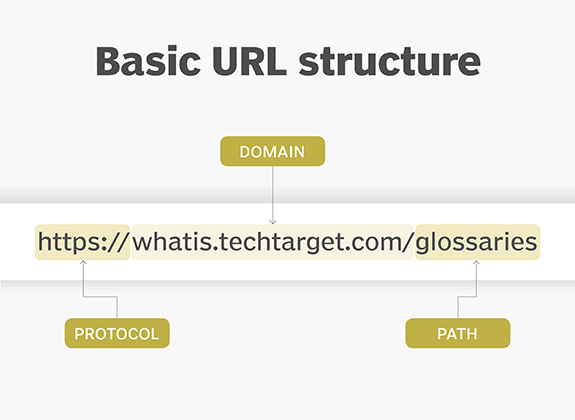 Basic URL structure
DOMAIN
https://whatis.techtarget.com/glossaries
PROTOCOL
PATH